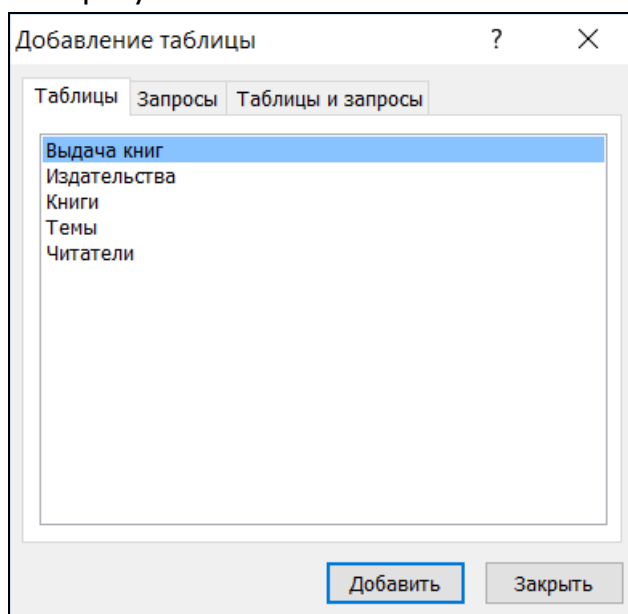 Добавление таблицы ? ×
Таблицы Запросы Таблицы и запросы
Выдача книг
Издательства
Книги
Темы
Читатели
Добавить Закрыть